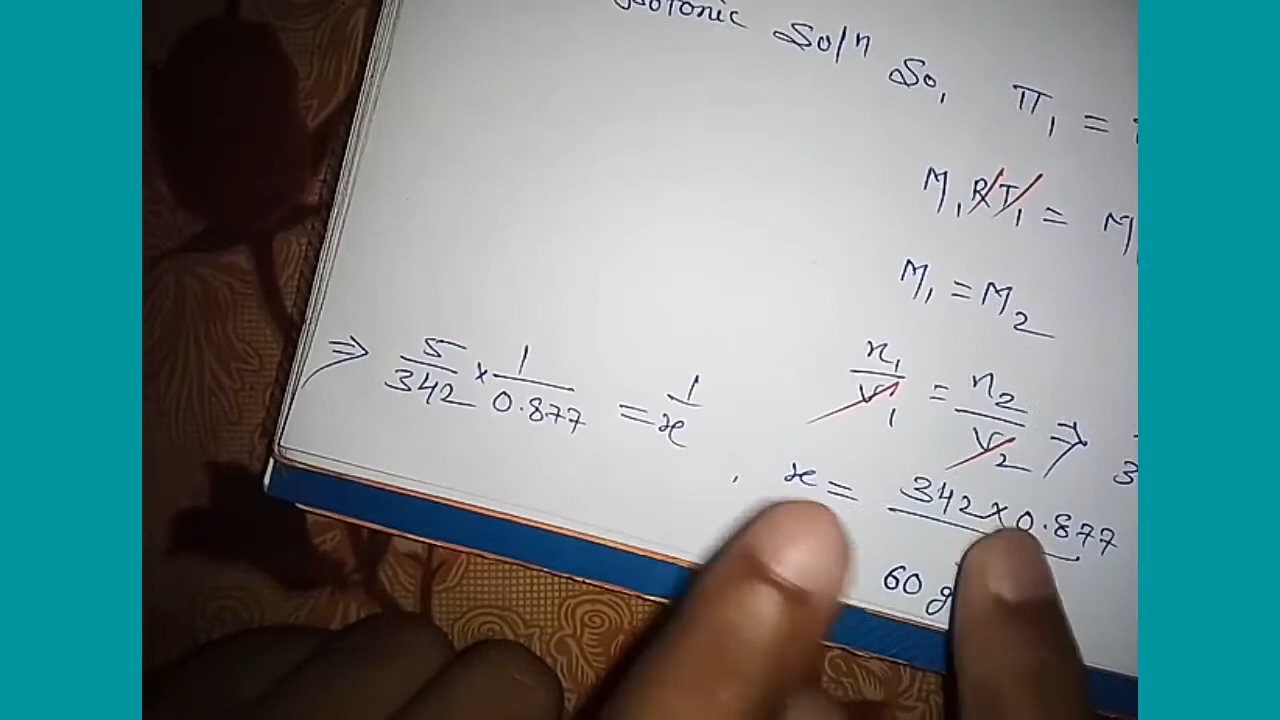 Isotonic Sol^n So, π₁ =
M₁RT₁ = M
M₁ = M₂
n₁/V₁ = n₂/V₂ ⇒
⇒ 5/342 × 1/0.877 = 1/x
x = 342×0.877
60 g